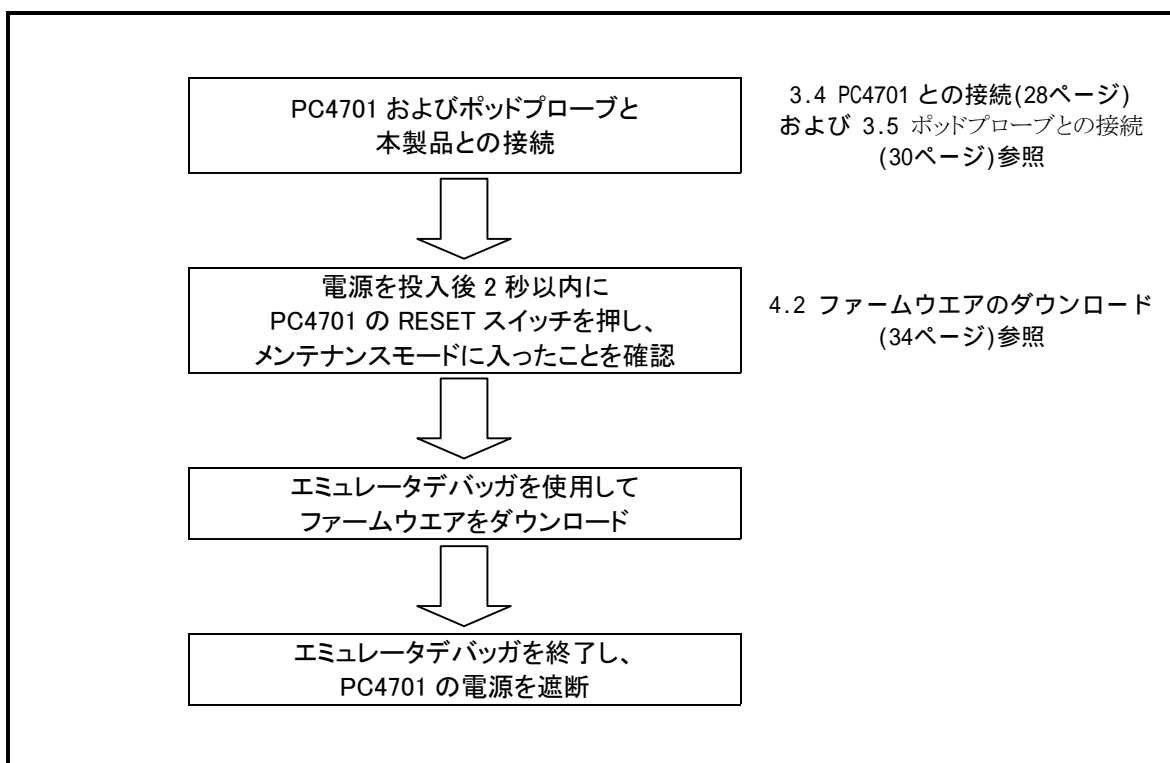 PC4701 およびポッドプローブと
本製品との接続
3.4 PC4701 との接続(28ページ)
および 3.5 ポッドプローブとの接続
(30ページ)参照
電源を投入後 2 秒以内に
PC4701 の RESET スイッチを押し、
メンテナンスモードに入ったことを確認
4.2 ファームウエアのダウンロード
(34ページ)参照
エミュレータデバッガを使用して
ファームウエアをダウンロード
エミュレータデバッガを終了し、
PC4701 の電源を遮断